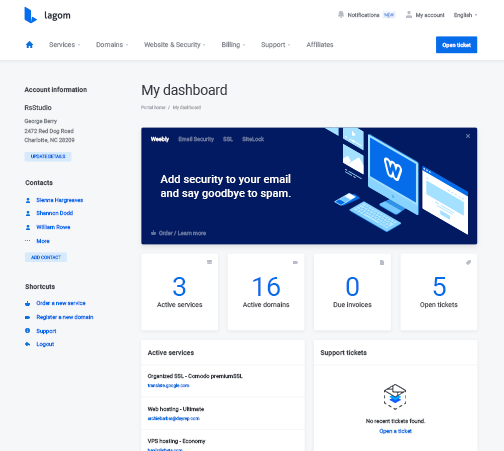 lagom
Notifications New My account English
Services Domains Website & Security Billing Support Affiliates Open ticket
Account information
RsStudio
George Berry
2472 Red Dog Road
Charlotte, NC 28209
UPDATE DETAILS
Contacts
Sienna Hargreaves
Shannon Dodd
William Rowe
More
ADD CONTACT
Shortcuts
Order a new service
Register a new domain
Support
Logout
My dashboard
Portal home / My dashboard
Weebly Email Security SSL SiteLock
Add security to your email
and say goodbye to spam.
Order / Learn more
3
Active services
16
Active domains
0
Due invoices
5
Open tickets
Active services
Organized SSL - Comodo premiumSSL
translate.google.com
Web hosting - Ultimate
VPS hosting - Economy
Support tickets
No recent tickets found.
Open a ticket